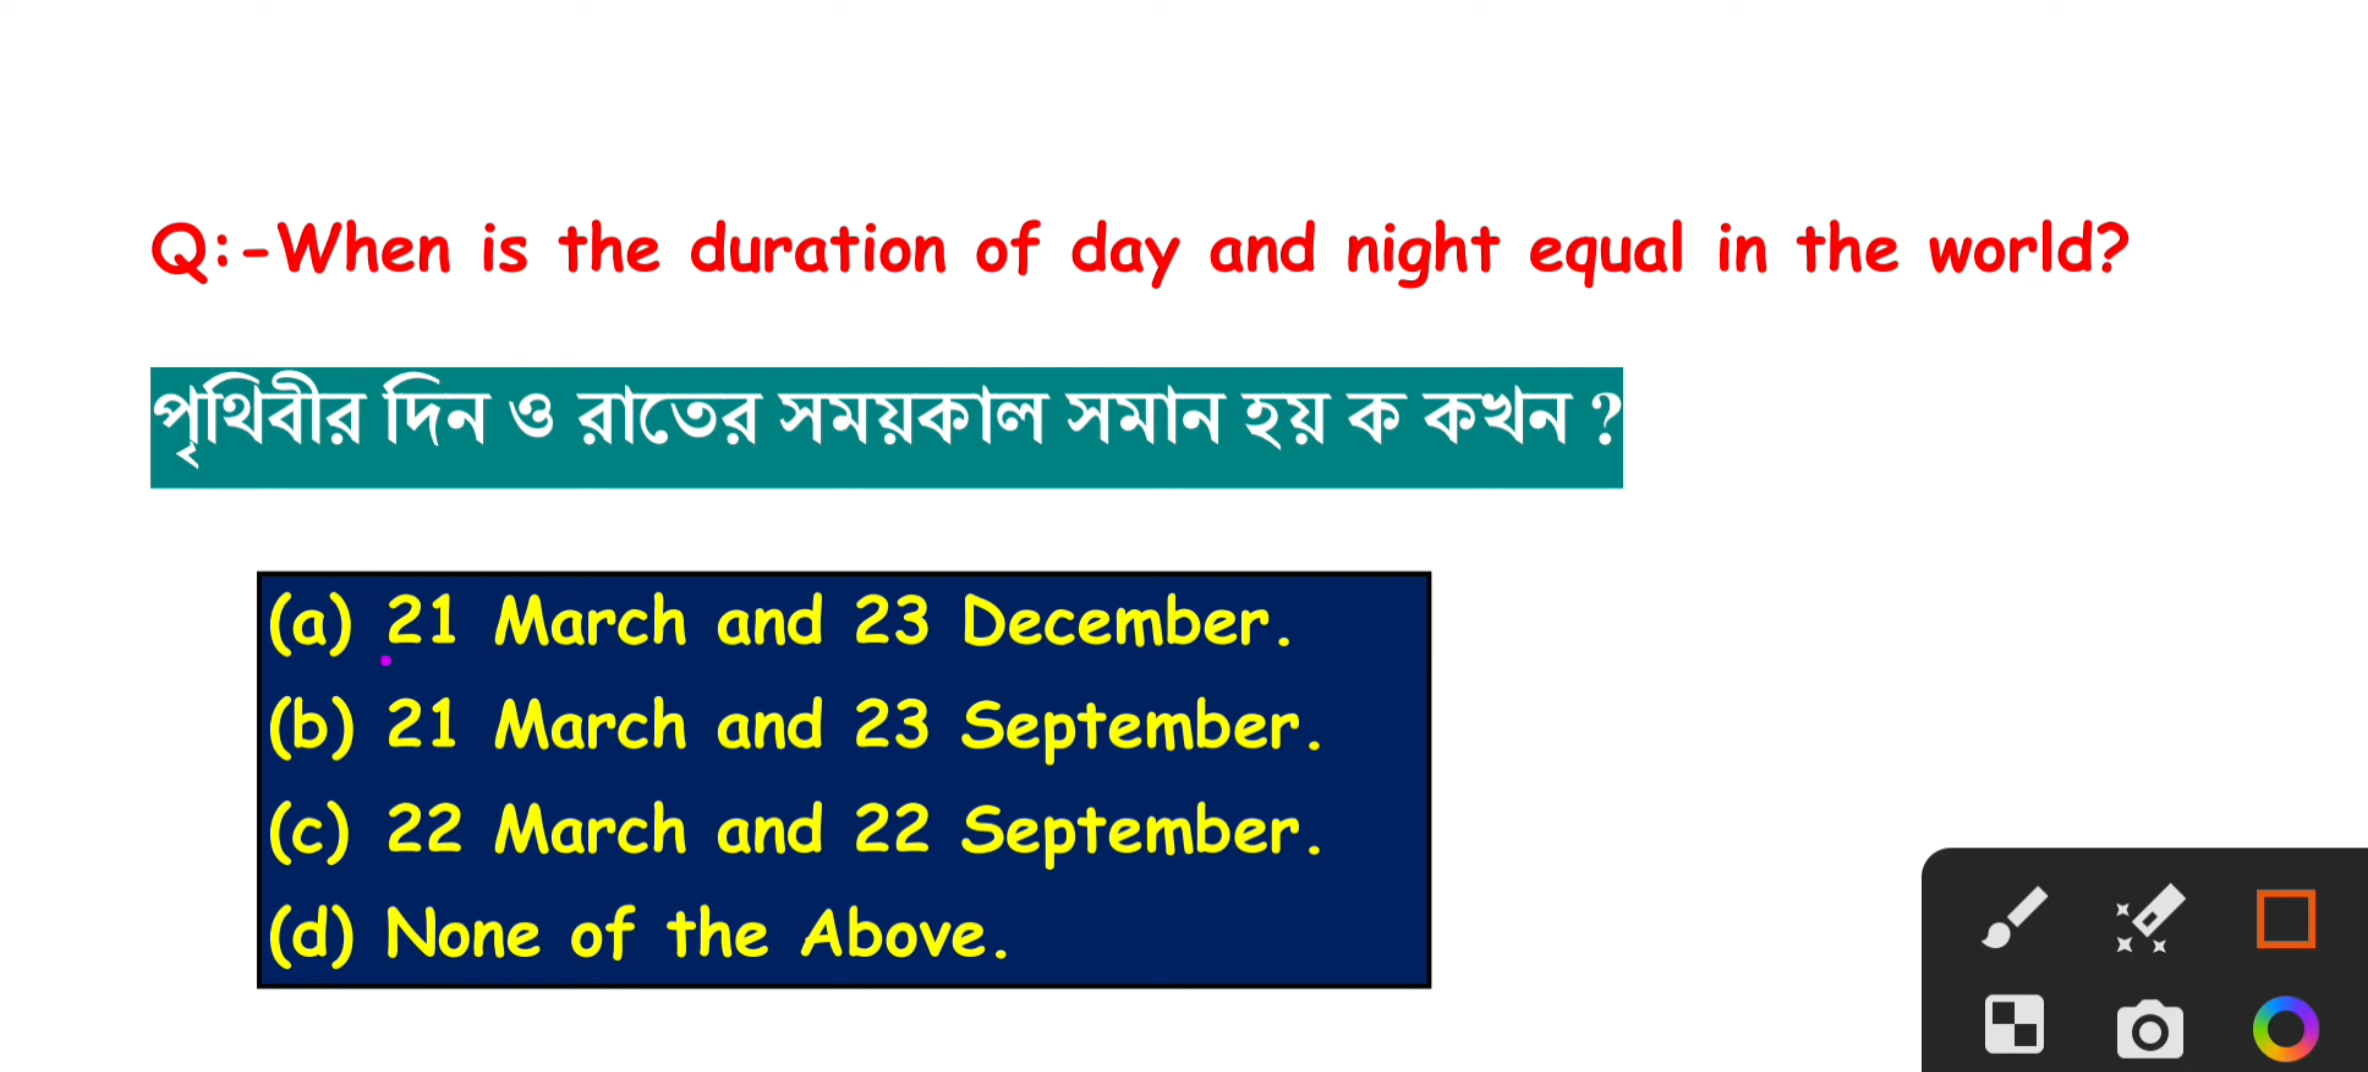 Q:-When is the duration of day and night equal in the world?
পৃথিবীর দিন ও রাতের সময়কাল সমান হয় ক কখন ?
(a) 21 March and 23 December.
(b) 21 March and 23 September.
(c) 22 March and 22 September.
(d) None of the Above.